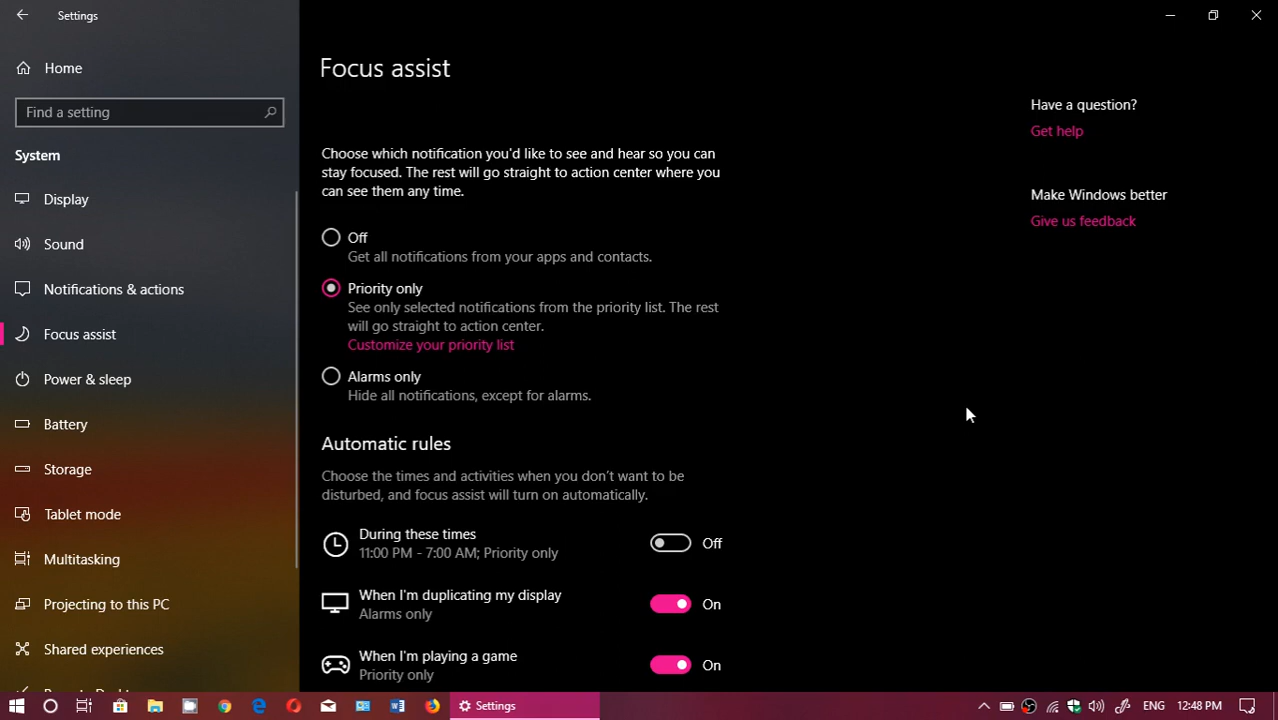 Settings
Home
Find a setting
System
Display
Sound
Notifications & actions
Focus assist
Power & sleep
Battery
Storage
Tablet mode
Multitasking
Projecting to this PC
Shared experiences
Focus assist
Choose which notification you'd like to see and hear so you can
stay focused. The rest will go straight to action center where you
can see them any time.
Off
Get all notifications from your apps and contacts.
Priority only
See only selected notifications from the priority list. The rest
will go straight to action center.
Customize your priority list
Alarms only
Hide all notifications, except for alarms.
Automatic rules
Choose the times and activities when you don't want to be
disturbed, and focus assist will turn on automatically.
During these times
11:00 PM - 7:00 AM; Priority only
Off
When I'm duplicating my display
Alarms only
On
When I'm playing a game
Priority only
On
Have a question?
Get help
Make Windows better
Give us feedback
Settings
ENG
12:48 PM